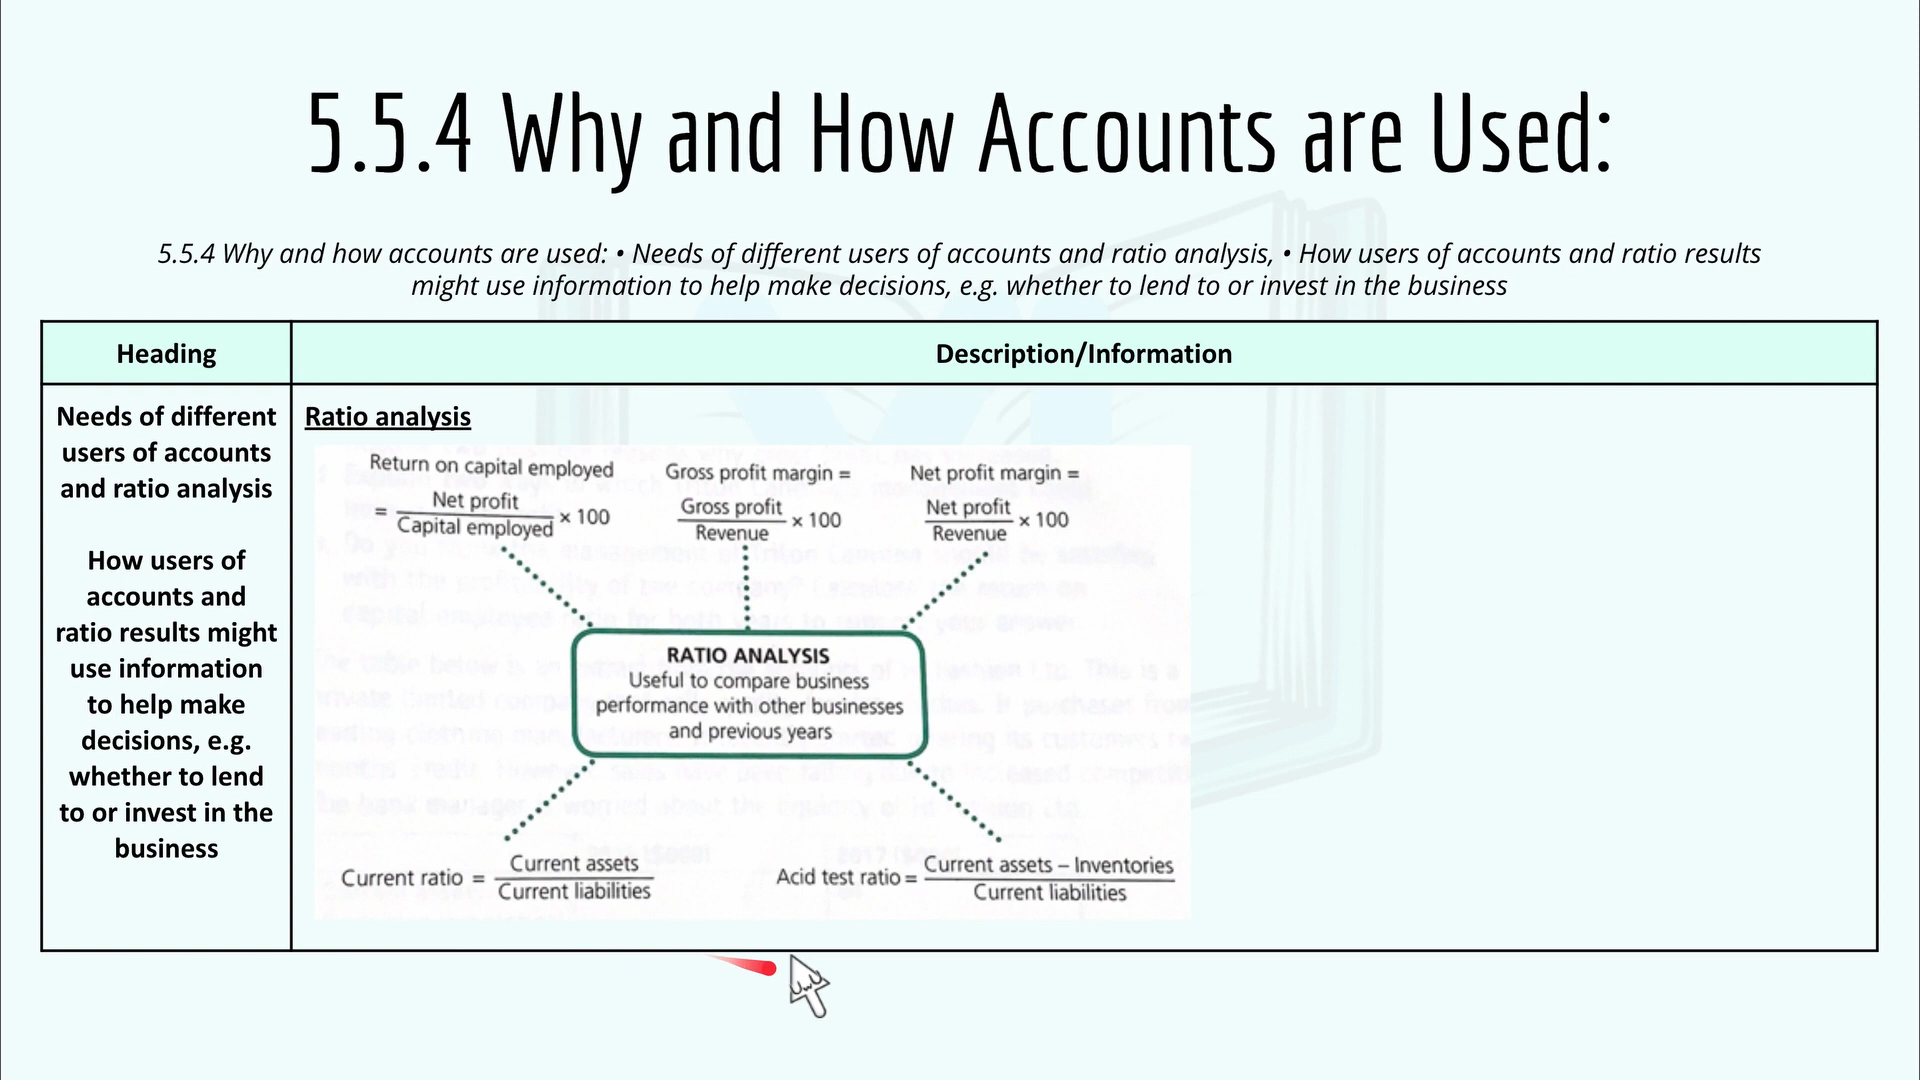 5.5.4 Why and How Accounts are Used:
5.5.4 Why and how accounts are used: • Needs of different users of accounts and ratio analysis, • How users of accounts and ratio results
might use information to help make decisions, e.g. whether to lend to or invest in the business
Heading
Description/Information
Needs of different
users of accounts
and ratio analysis
How users of
accounts and
ratio results might
use information
to help make
decisions, e.g.
whether to lend
to or invest in the
business
Ratio analysis
Return on capital employed
= Net profit
Capital employed × 100
Gross profit margin =
Gross profit
Revenue × 100
Net profit margin =
Net profit
Revenue × 100
RATIO ANALYSIS
Useful to compare business
performance with other businesses
and previous years
Current ratio = Current assets
Current liabilities
Acid test ratio = Current assets – Inventories
Current liabilities